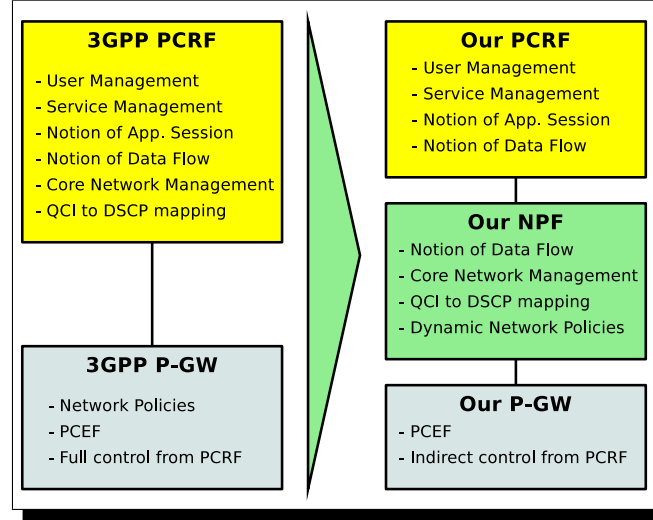 3GPP PCRF
- User Management
- Service Management
- Notion of App. Session
- Notion of Data Flow
- Core Network Management
- QCI to DSCP mapping
3GPP P-GW
- Network Policies
- PCEF
- Full control from PCRF
Our PCRF
- User Management
- Service Management
- Notion of App. Session
- Notion of Data Flow
Our NPF
- Notion of Data Flow
- Core Network Management
- QCI to DSCP mapping
- Dynamic Network Policies
Our P-GW
- PCEF
- Indirect control from PCRF